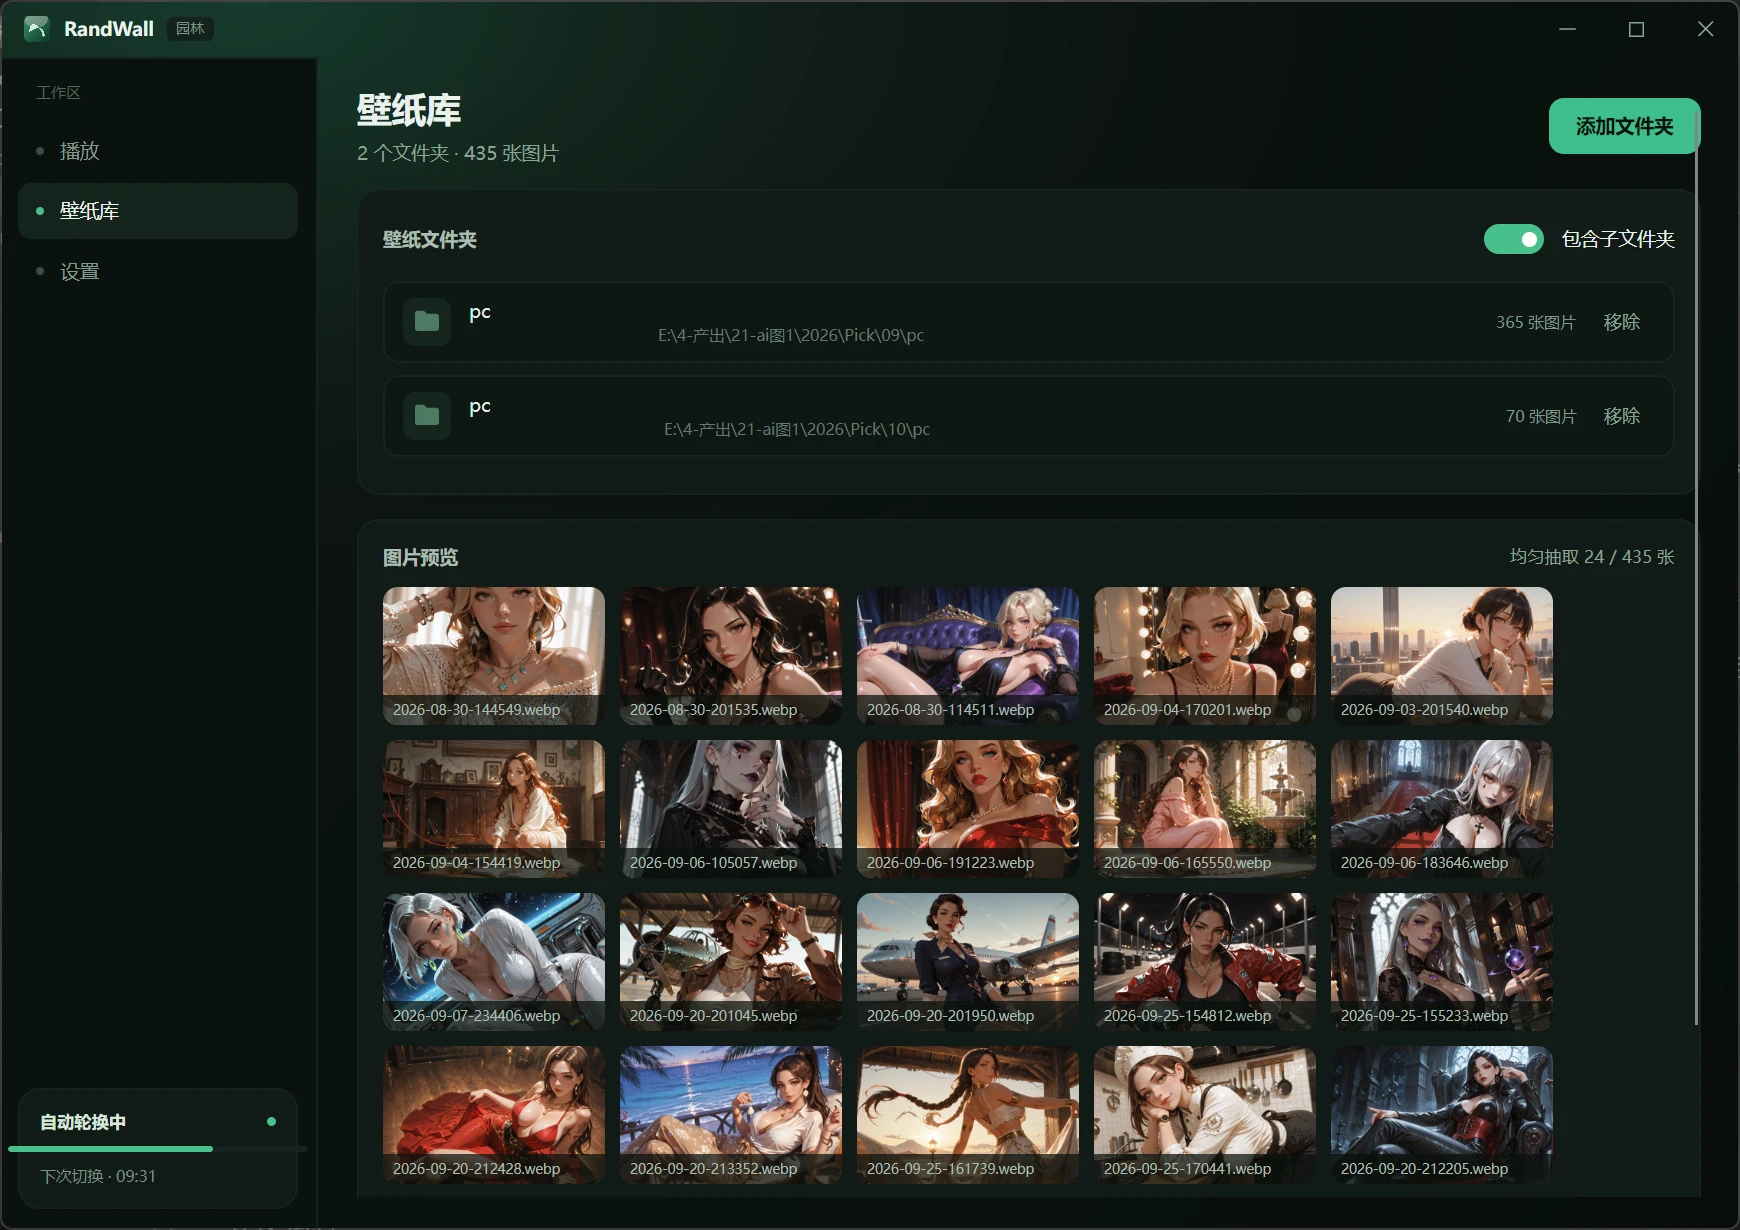 RandWall 园林
工作区
播放
壁纸库
设置
壁纸库
2 个文件夹 · 435 张图片
添加文件夹
壁纸文件夹
包含子文件夹
pc
E:\4-产出\21-ai图1\2026\Pick\09\pc
365 张图片 移除
pc
E:\4-产出\21-ai图1\2026\Pick\10\pc
70 张图片 移除
图片预览
均匀抽取 24 / 435 张
2026-08-30-144549.webp
2026-08-30-201535.webp
2026-08-30-114511.webp
2026-09-04-170201.webp
2026-09-03-201540.webp
2026-09-04-154419.webp
2026-09-06-105057.webp
2026-09-06-191223.webp
2026-09-06-165550.webp
2026-09-06-183646.webp
2026-09-07-234406.webp
2026-09-20-201045.webp
2026-09-20-201950.webp
2026-09-25-154812.webp
2026-09-25-155233.webp
2026-09-20-212428.webp
2026-09-20-213352.webp
2026-09-25-161739.webp
2026-09-25-170441.webp
2026-09-20-212205.webp
自动轮换中
下次切换 · 09:31